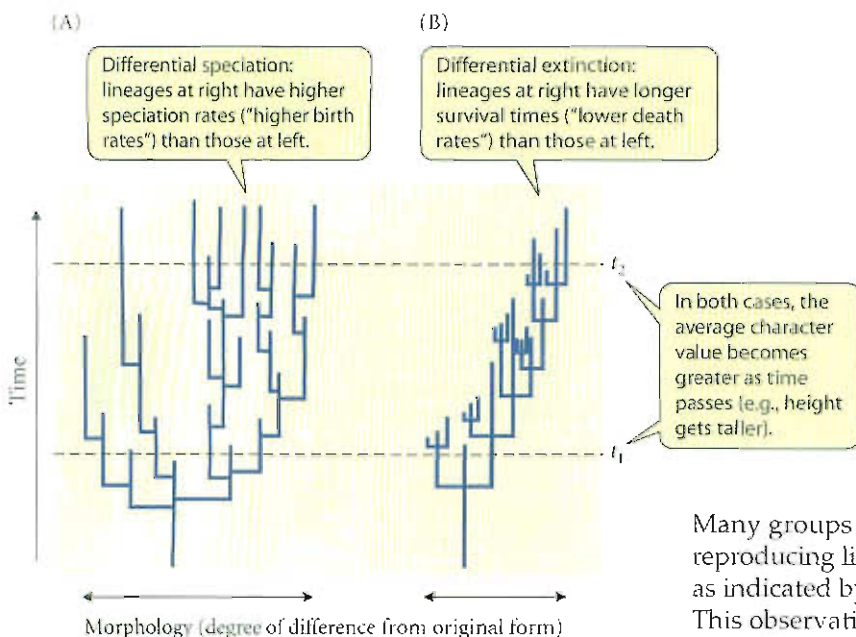 (A)
(B)
Differential speciation:
lineages at right have higher
speciation rates ("higher birth
rates") than those at left.
Differential extinction:
lineages at right have longer
survival times ("lower death
rates") than those at left.
Time
t₂
In both cases, the
average character
value becomes
greater as time
passes (e.g., height
gets taller).
t₁
Morphology (degree of difference from original form)
Many groups
reproducing li
as indicated by
This observati